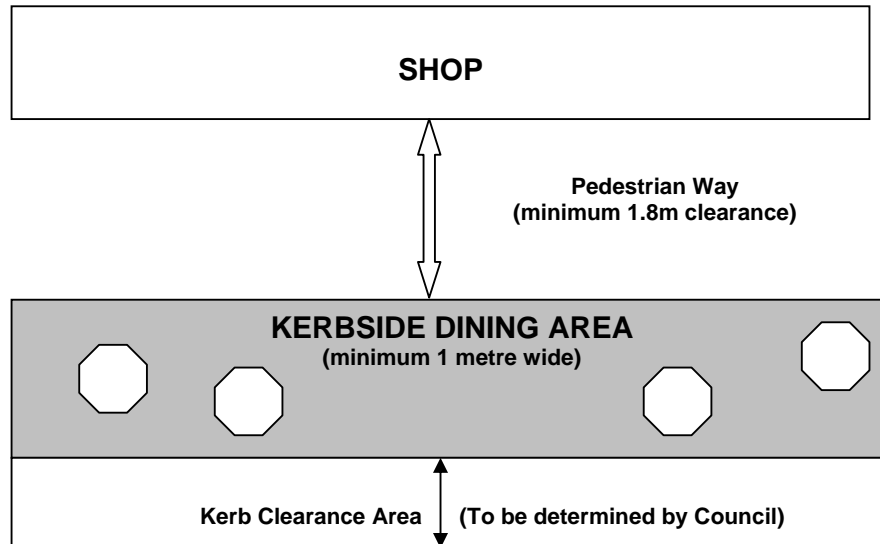 SHOP
Pedestrian Way
(minimum 1.8m clearance)
KERBSIDE DINING AREA
(minimum 1 metre wide)
Kerb Clearance Area (To be determined by Council)